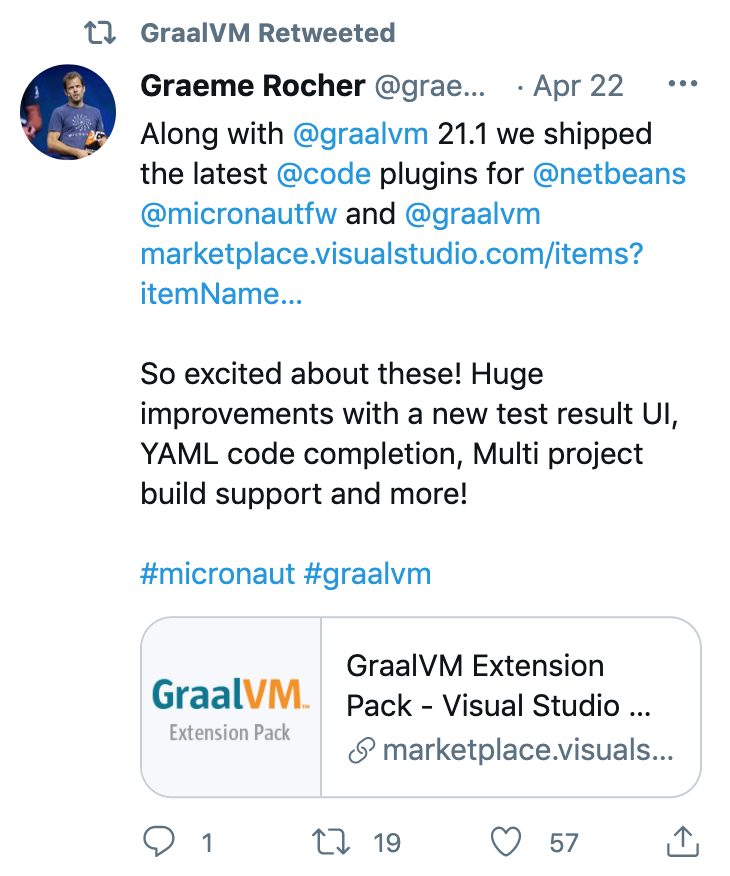 GraalVM Retweeted
Graeme Rocher @grae... · Apr 22
Along with @graalvm 21.1 we shipped
the latest @code plugins for @netbeans
@micronautfw and @graalvm
marketplace.visualstudio.com/items?
itemName...
So excited about these! Huge
improvements with a new test result UI,
YAML code completion, Multi project
build support and more!
#micronaut #graalvm
GraalVM™
Extension Pack
GraalVM Extension
Pack - Visual Studio ...
marketplace.visuals...
1 19 57